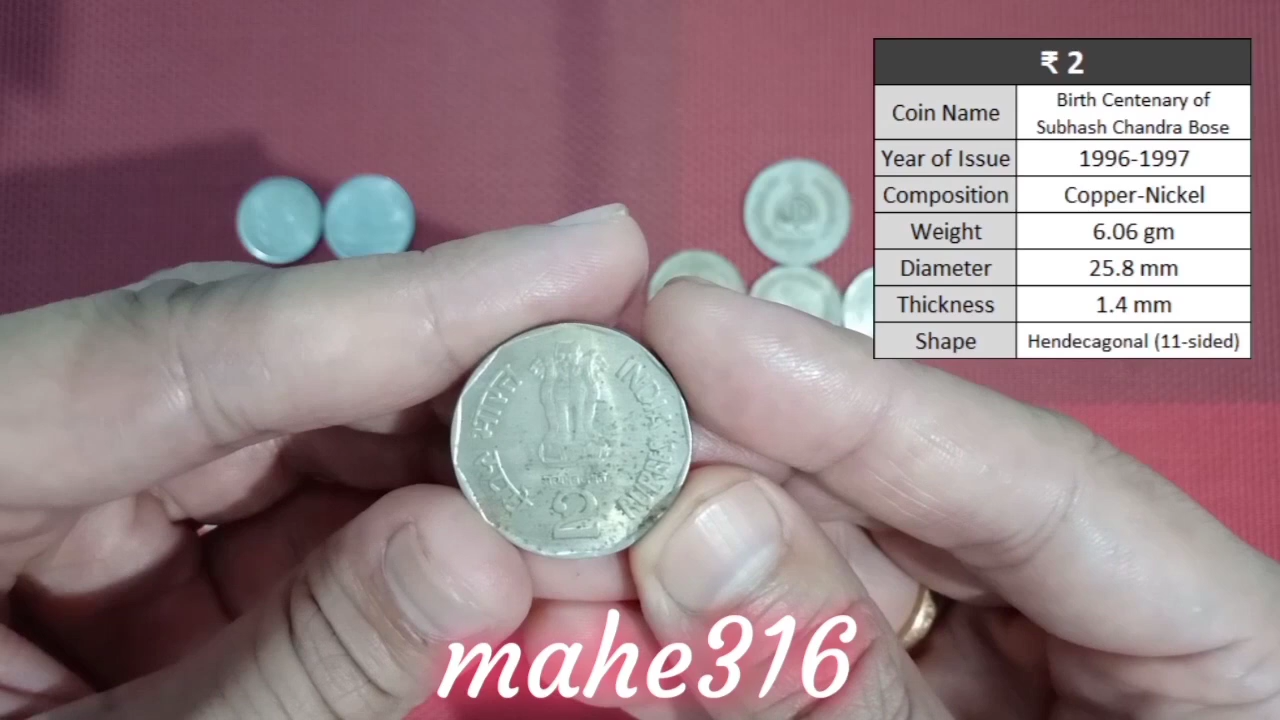 ₹ 2
Coin Name
Birth Centenary of
Subhash Chandra Bose
Year of Issue
1996-1997
Composition
Copper-Nickel
Weight
6.06 gm
Diameter
25.8 mm
Thickness
1.4 mm
Shape
Hendecagonal (11-sided)
भारत
INDIA
रुपये
RUPEES
2
mahe316